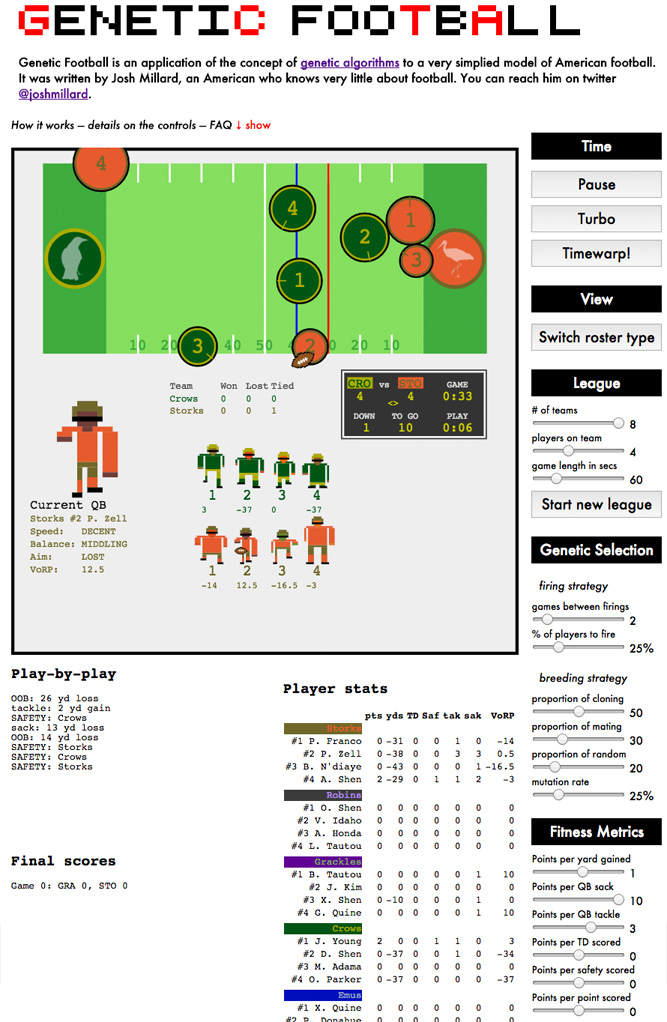 GENETIC FOOTBALL
Genetic Football is an application of the concept of genetic algorithms to a very simplied model of American football.
It was written by Josh Millard, an American who knows very little about football. You can reach him on twitter
@joshmillard.
How it works — details on the controls — FAQ ↓ show
4
4
1
2
3
1
3
2
10 20 40 50 4 0 20 10
Team Won Lost Tied
Crows 0 0 0
Storks 0 0 1
CRO vs STO GAME
4 <> 4 0:33
DOWN TO GO PLAY
1 10 0:06
1 2 3 4
3 -37 0 -37
1 2 3 4
-14 12.5 -16.5 -3
Current QB
Storks #2 P. Zell
Speed: DECENT
Balance: MIDDLING
Aim: LOST
VoRP: 12.5
Time
Pause
Turbo
Timewarp!
View
Switch roster type
League
# of teams
8
players on team
4
game length in secs
60
Start new league
Genetic Selection
firing strategy
games between firings
2
% of players to fire
25%
breeding strategy
proportion of cloning
50
proportion of mating
30
proportion of random
20
mutation rate
25%
Fitness Metrics
Points per yard gained
1
Points per QB sack
10
Points per QB tackle
3
Points per TD scored
0
Points per safety scored
0
Points per point scored
0
Play-by-play
OOB: 26 yd loss
tackle: 2 yd gain
SAFETY: Crows
sack: 13 yd loss
OOB: 14 yd loss
SAFETY: Storks
SAFETY: Crows
SAFETY: Storks
Final scores
Game 0: GRA 0, STO 0
Player stats
pts yds TD Saf tak sak VoRP
Storks
#1 P. Franco 0 -31 0 0 1 0 -14
#2 P. Zell 0 -38 0 0 3 3 0.5
#3 B. N'diaye 0 -43 0 0 0 1 -16.5
#4 A. Shen 2 -29 0 1 1 2 -3
Robins
#1 O. Shen 0 0 0 0 0 0 0
#2 V. Idaho 0 0 0 0 0 0 0
#3 A. Honda 0 0 0 0 0 0 0
#4 L. Tautou 0 0 0 0 0 0 0
Grackles
#1 B. Tautou 0 0 0 0 0 1 10
#2 J. Kim 0 0 0 0 0 0 0
#3 X. Shen 0 -10 0 0 0 1 0
#4 G. Quine 0 0 0 0 0 1 10
Crows
#1 J. Young 2 0 0 1 1 0 3
#2 D. Shen 0 -37 0 0 1 0 -34
#3 M. Adama 0 0 0 0 0 0 0
#4 O. Parker 0 -37 0 0 0 0 -37
Emus
#1 X. Quine 0 0 0 0 0 0 0
#2 P. Donahue 0 0 0 0 0 0 0